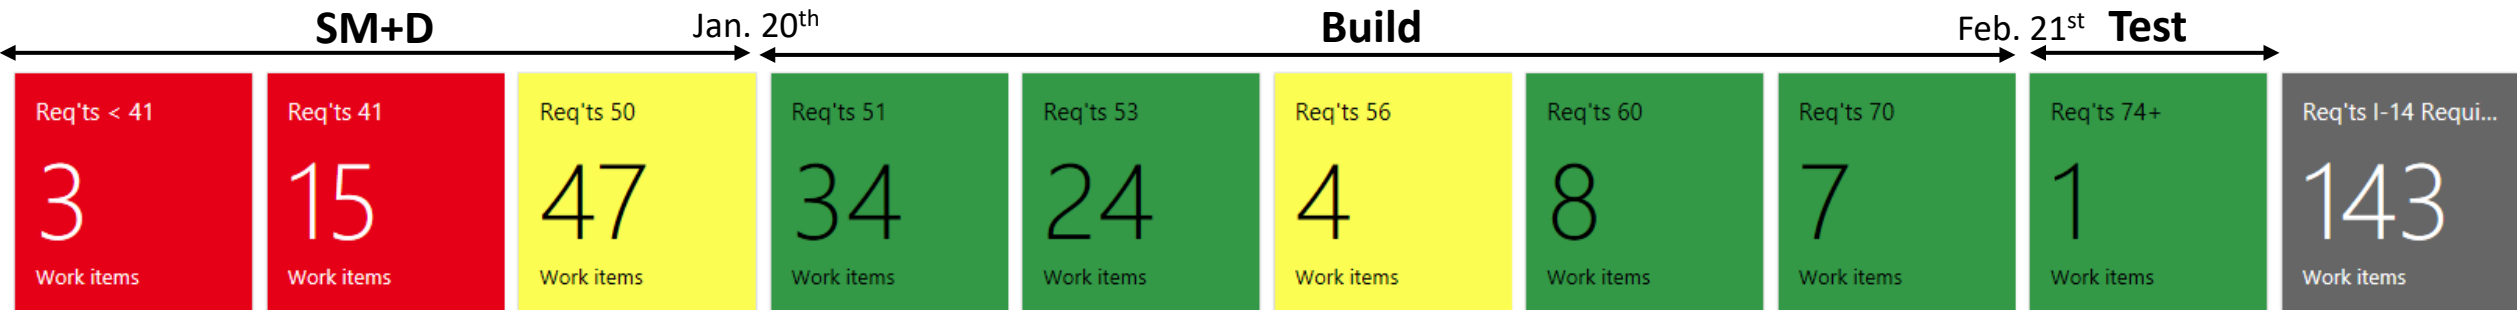 SM+D
Jan. 20th
Build
Feb. 21st
Test
Req'ts < 41
3
Work items
Req'ts 41
15
Work items
Req'ts 50
47
Work items
Req'ts 51
34
Work items
Req'ts 53
24
Work items
Req'ts 56
4
Work items
Req'ts 60
8
Work items
Req'ts 70
7
Work items
Req'ts 74+
1
Work items
Req'ts I-14 Requi...
143
Work items